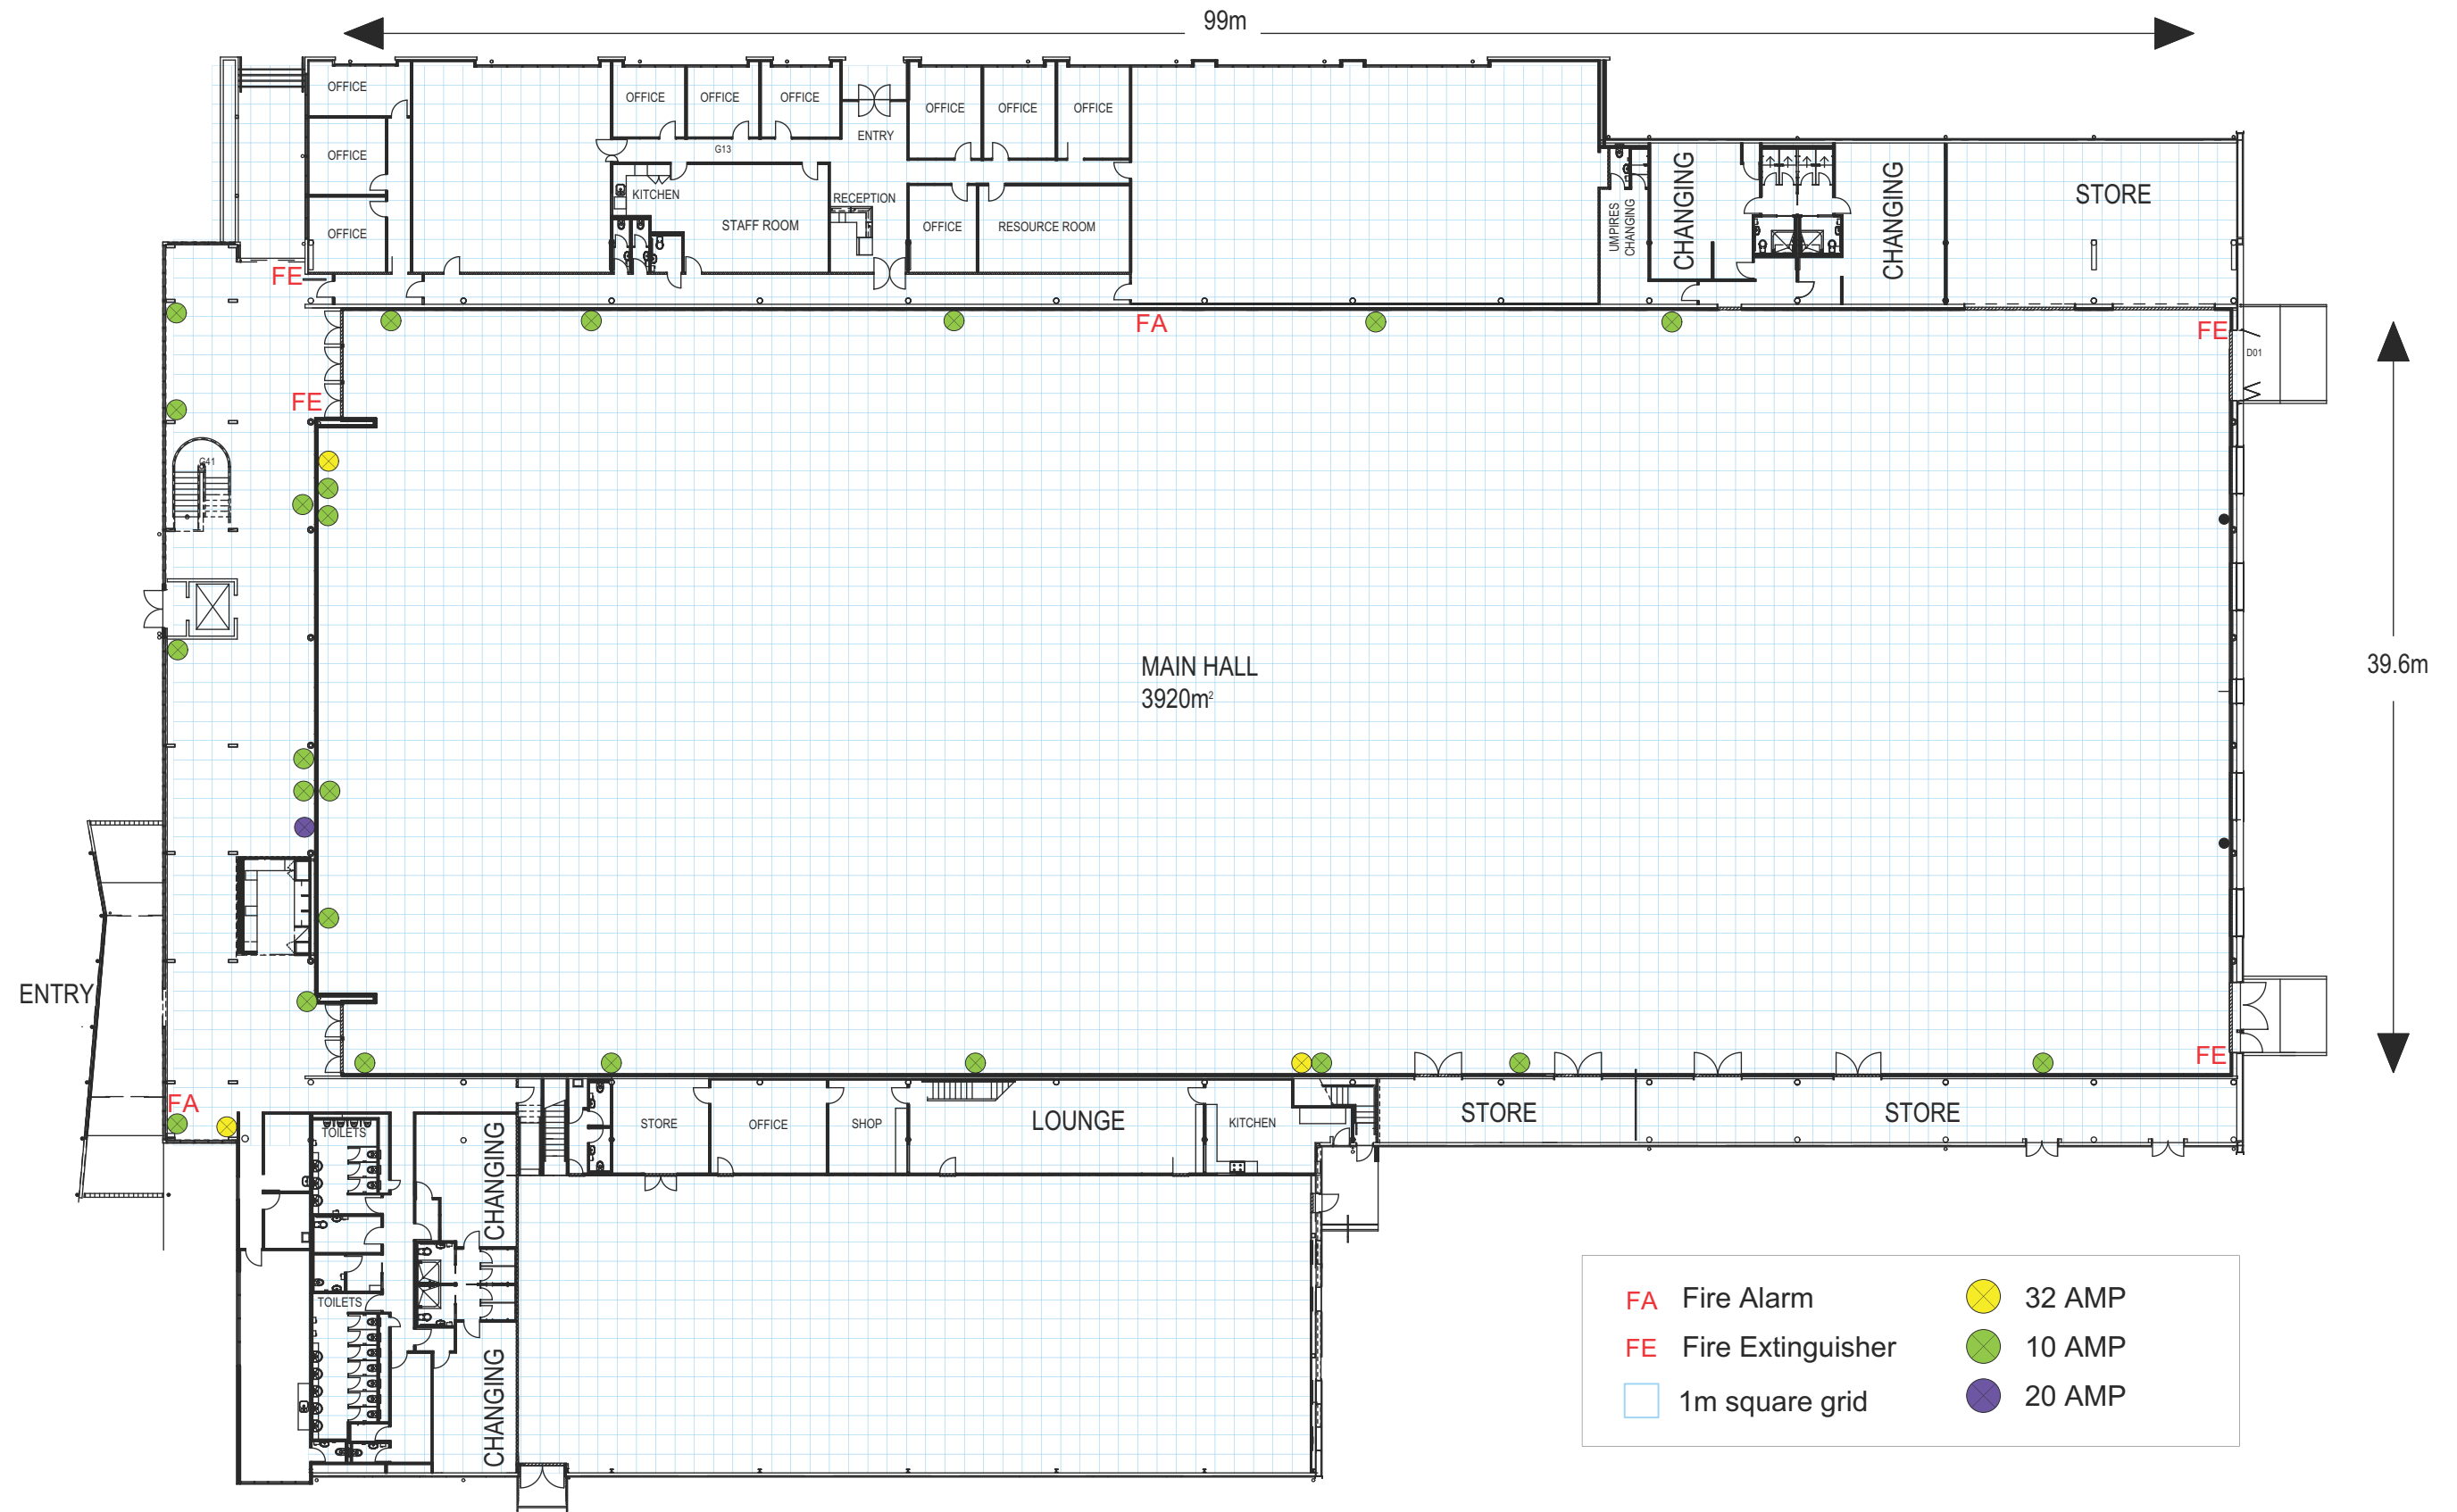 99m
OFFICE
OFFICE
OFFICE
OFFICE
OFFICE
OFFICE
OFFICE
OFFICE
ENTRY
G13
OFFICE
OFFICE
KITCHEN
STAFF ROOM
RECEPTION
OFFICE
RESOURCE ROOM
UMPIRES
CHANGING
CHANGING
CHANGING
STORE
FE
FA
FE
D01
FE
G41
MAIN HALL
3920m²
39.6m
ENTRY
FE
FA
TOILETS
CHANGING
STORE
OFFICE
SHOP
LOUNGE
KITCHEN
STORE
STORE
TOILETS
CHANGING
FA Fire Alarm
FE Fire Extinguisher
1m square grid
32 AMP
10 AMP
20 AMP